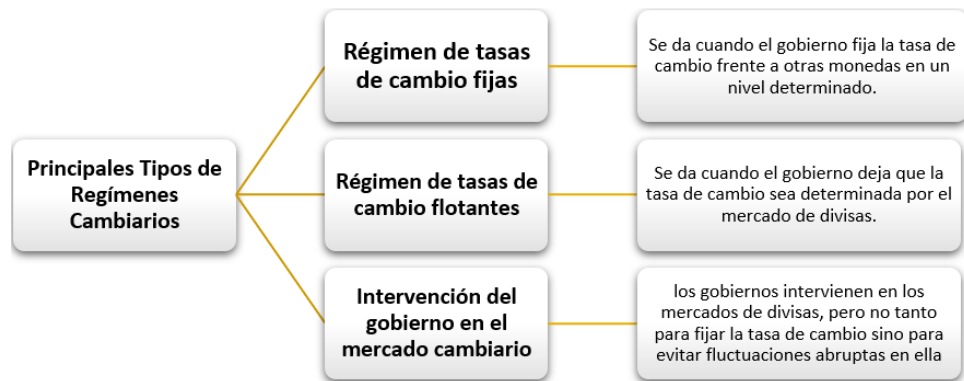 Principales Tipos de
Regímenes
Cambiarios
Régimen de tasas
de cambio fijas
Se da cuando el gobierno fija la tasa de
cambio frente a otras monedas en un
nivel determinado.
Régimen de tasas de
cambio flotantes
Se da cuando el gobierno deja que la
tasa de cambio sea determinada por el
mercado de divisas.
Intervención del
gobierno en el
mercado cambiario
los gobiernos intervienen en los
mercados de divisas, pero no tanto
para fijar la tasa de cambio sino para
evitar fluctuaciones abruptas en ella